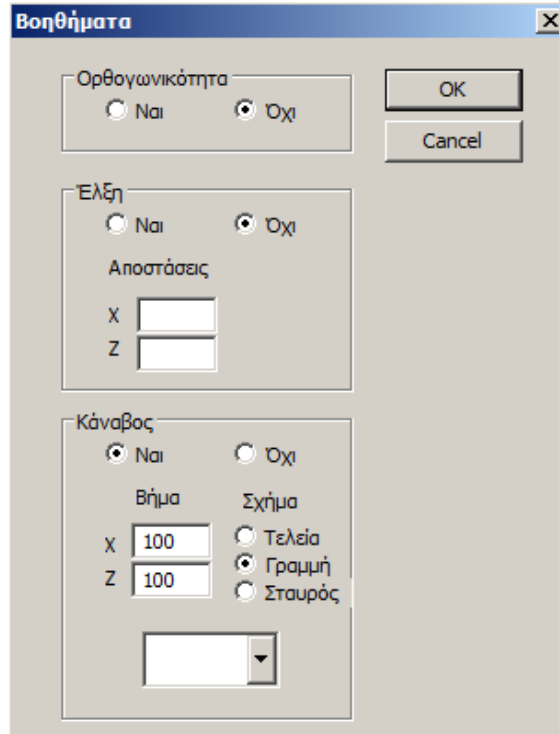 Βοηθήματα
Ορθογωνικότητα
Ναι Όχι
OK
Cancel
Έλξη
Ναι Όχι
Αποστάσεις
X
Z
Κάναβος
Ναι Όχι
Βήμα Σχήμα
X 100 Τελεία
Γραμμή
Z 100
Σταυρός